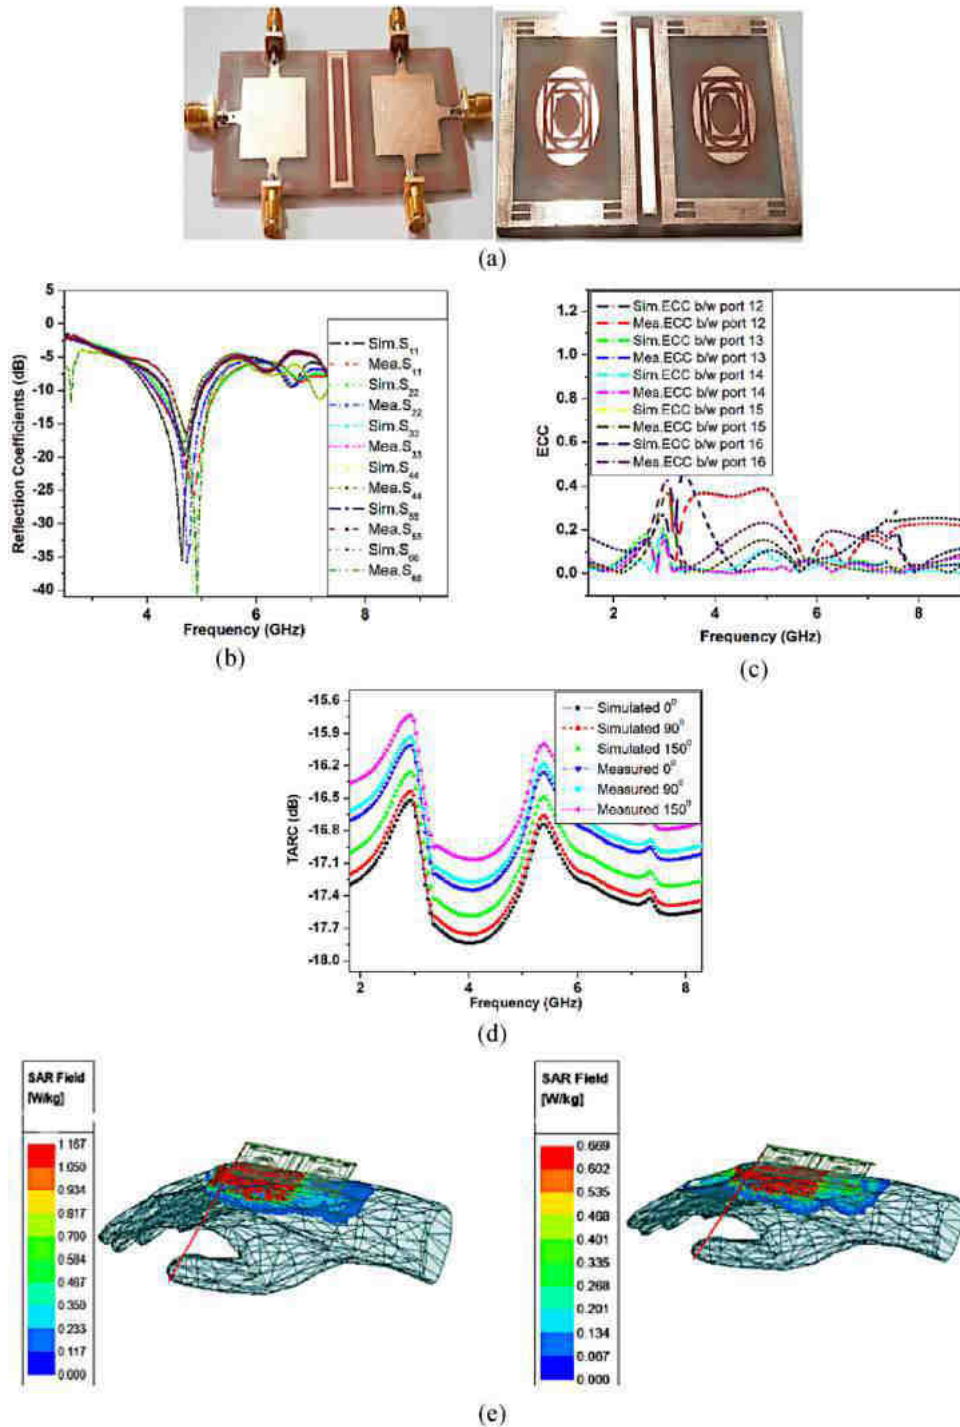 (a)
5
0
-5
-10
-15
-20
-25
-30
-35
-40
Reflection Coefficients (dB)
4
6
8
Frequency (GHz)
Sim.S11
Mea.S11
Sim.S22
Mea.S22
Sim.S33
Mea.S33
Sim.S44
Mea.S44
Sim.S55
Mea.S55
Sim.S66
Mea.S66
(b)
1.2
1.0
0.8
0.6
0.4
0.2
0.0
ECC
2
4
6
8
Frequency (GHz)
Sim.ECC b/w port 12
Mea.ECC b/w port 12
Sim.ECC b/w port 13
Mea.ECC b/w port 13
Sim.ECC b/w port 14
Mea.ECC b/w port 14
Sim.ECC b/w port 15
Mea.ECC b/w port 15
Sim.ECC b/w port 16
Mea.ECC b/w port 16
(c)
-15.6
-15.9
-16.2
-16.5
-16.8
-17.1
-17.4
-17.7
-18.0
TARC (dB)
2
4
6
8
Frequency (GHz)
Simulated 0⁰
Simulated 90⁰
Simulated 150⁰
Measured 0⁰
Measured 90⁰
Measured 150⁰
(d)
SAR Field
[W/kg]
1.167
1.050
0.934
0.817
0.700
0.584
0.467
0.350
0.233
0.117
0.000
SAR Field
[W/kg]
0.669
0.602
0.535
0.468
0.401
0.335
0.268
0.201
0.134
0.067
0.000
(e)